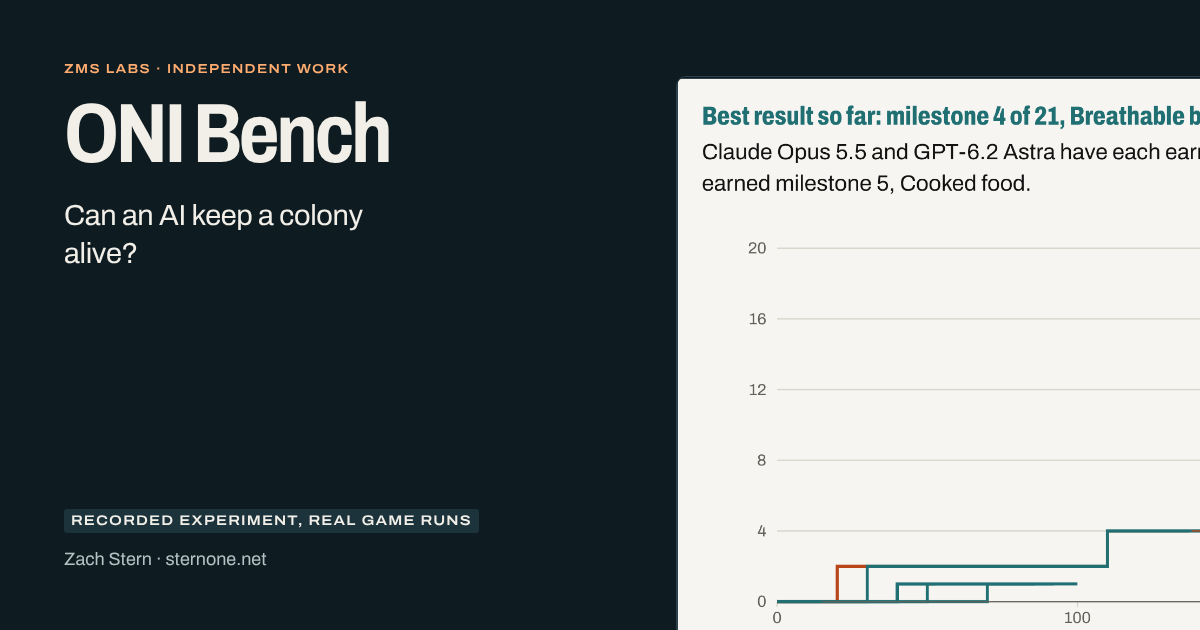 ZMS LABS · INDEPENDENT WORK
ONI Bench
Can an AI keep a colony
alive?
RECORDED EXPERIMENT, REAL GAME RUNS
Zach Stern · sternone.net
Best result so far: milestone 4 of 21, Breathable b
Claude Opus 5.5 and GPT-6.2 Astra have each earn
earned milestone 5, Cooked food.
20
16
12
8
4
0
0
100